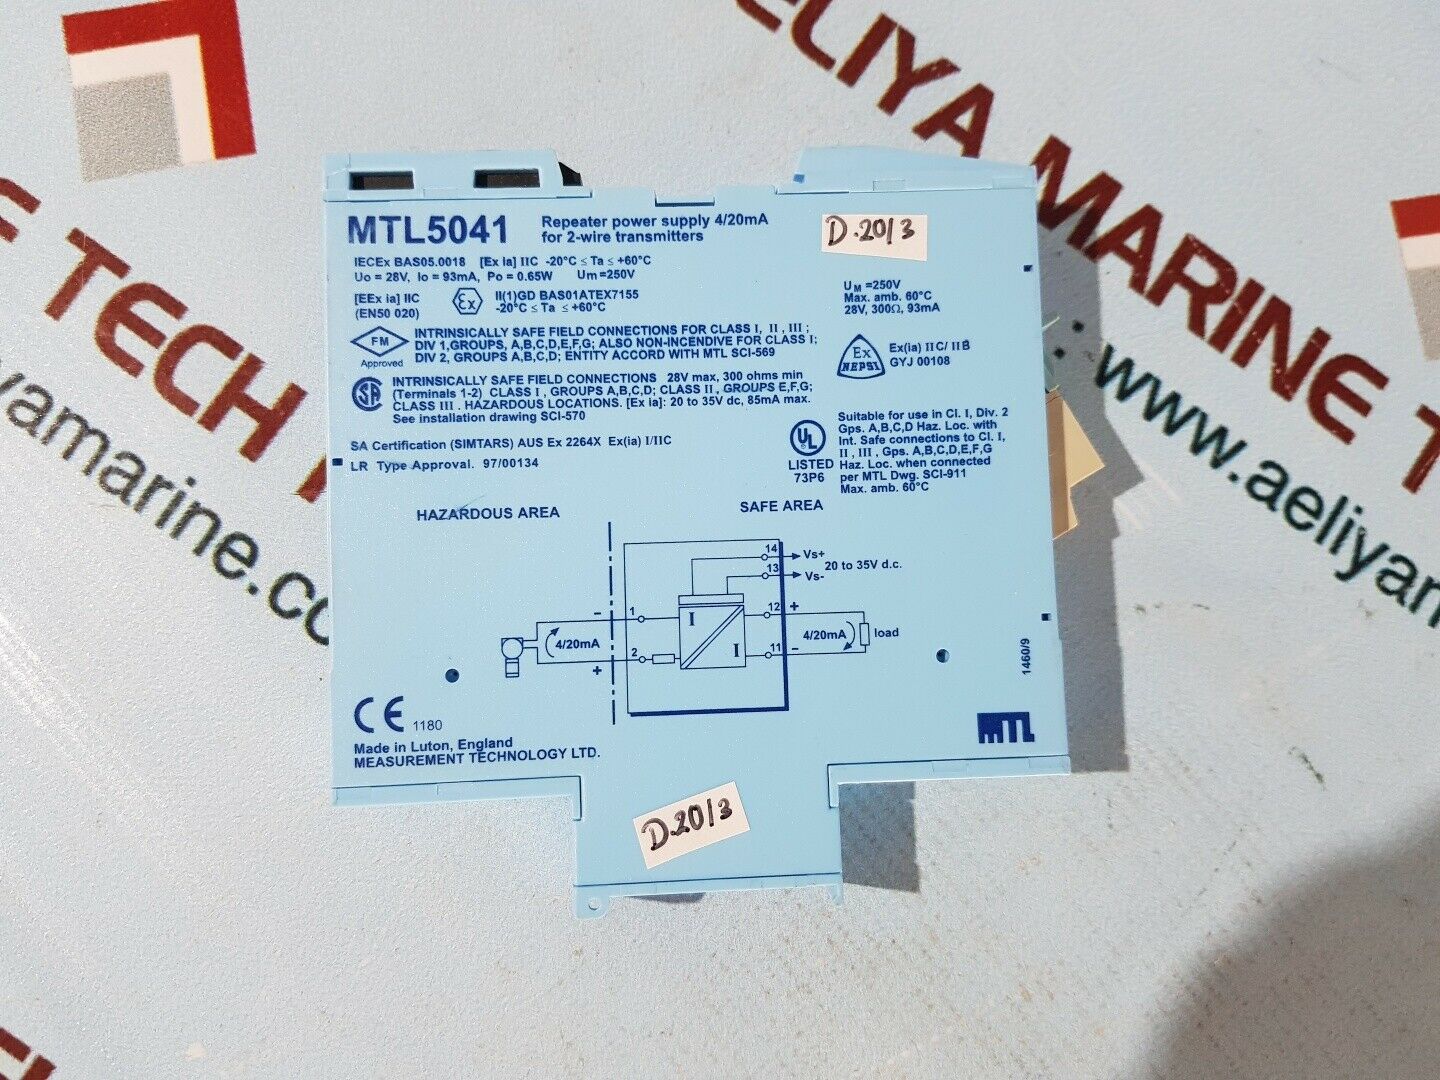 MTL5041
Repeater power supply 4/20mA
for 2-wire transmitters
D.20/3
IECEx BAS05.0018 [Ex ia] IIC -20°C ≤ Ta ≤ +60°C
Uo = 28V, Io = 93mA, Po = 0.65W Um=250V
[EEx ia] IIC
(EN50 020)
Ex
II(1)GD BAS01ATEX7155
-20°C ≤ Ta ≤ +60°C
UM =250V
Max. amb. 60°C
28V, 300Ω, 93mA
FM
Approved
INTRINSICALLY SAFE FIELD CONNECTIONS FOR CLASS I, II, III ;
DIV 1,GROUPS, A,B,C,D,E,F,G; ALSO NON-INCENDIVE FOR CLASS I;
DIV 2, GROUPS A,B,C,D; ENTITY ACCORD WITH MTL SCI-569
Ex
NEPSI
Ex(ia) IIC/ IIB
GYJ 00108
SA
INTRINSICALLY SAFE FIELD CONNECTIONS 28V max, 300 ohms min
(Terminals 1-2) CLASS I , GROUPS A,B,C,D; CLASS II , GROUPS E,F,G;
CLASS III . HAZARDOUS LOCATIONS. [Ex ia]: 20 to 35V dc, 85mA max.
See installation drawing SCI-570
SA Certification (SIMTARS) AUS Ex 2264X Ex(ia) I/IIC
LR Type Approval. 97/00134
UL
LISTED
73P6
Suitable for use in Cl. I, Div. 2
Gps. A,B,C,D Haz. Loc. with
Int. Safe connections to Cl. I,
II , III , Gps. A,B,C,D,E,F,G
Haz. Loc. when connected
per MTL Dwg. SCI-911
Max. amb. 60°C
HAZARDOUS AREA
SAFE AREA
14
Vs+
13
Vs-
20 to 35V d.c.
− 1
I
12 +
4/20mA
4/20mA
load
2
+
I
11 −
1460/9
CE 1180
Made in Luton, England
MEASUREMENT TECHNOLOGY LTD.
MTL
D.20/3
AELIYA MARINE T
www.aeliyam
E TECH
yamarine.co